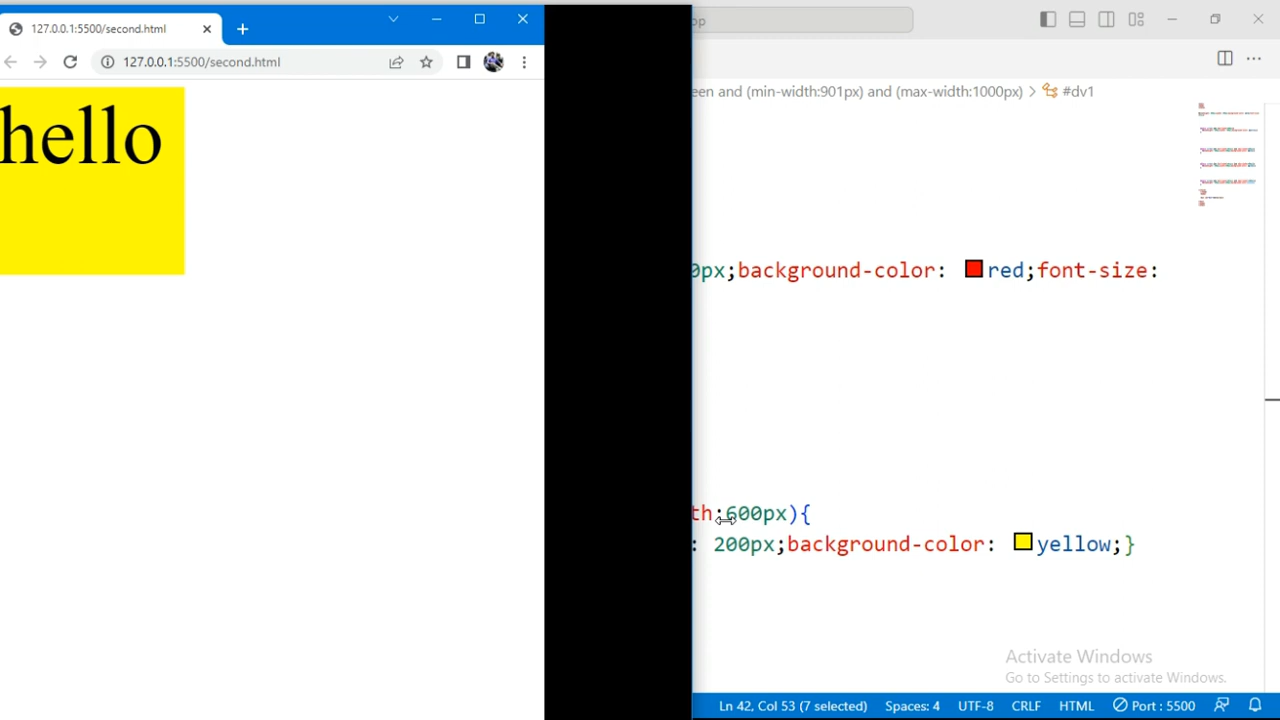 127.0.0.1:5500/second.html
127.0.0.1:5500/second.html
hello
op
een and (min-width:901px) and (max-width:1000px) > #dv1
0px;background-color: red;font-size:
th:600px){
: 200px;background-color: yellow;}
Activate Windows
Go to Settings to activate Windows.
Ln 42, Col 53 (7 selected) Spaces: 4 UTF-8 CRLF HTML Port : 5500